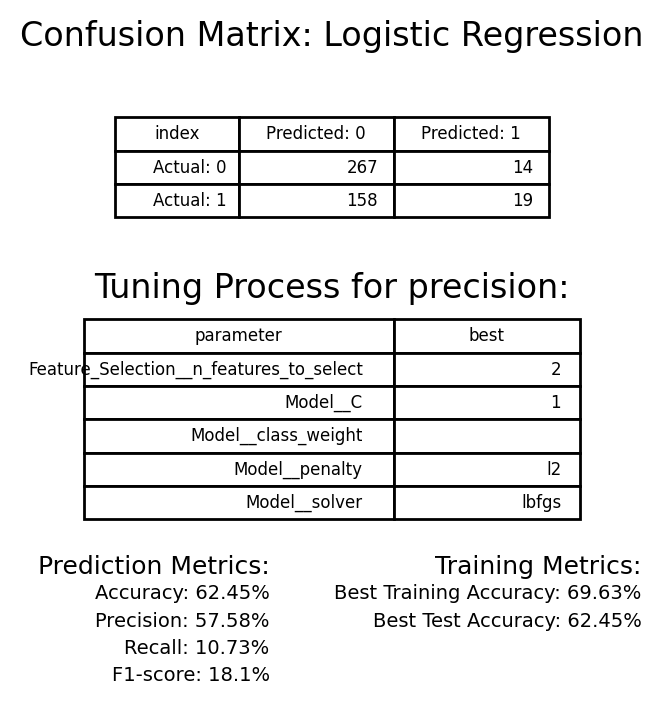 Confusion Matrix: Logistic Regression
index Predicted: 0 Predicted: 1
Actual: 0 267 14
Actual: 1 158 19
Tuning Process for precision:
parameter best
Feature_Selection__n_features_to_select 2
Model__C 1
Model__class_weight
Model__penalty l2
Model__solver lbfgs
Prediction Metrics: Training Metrics:
Accuracy: 62.45% Best Training Accuracy: 69.63%
Precision: 57.58% Best Test Accuracy: 62.45%
Recall: 10.73%
F1-score: 18.1%